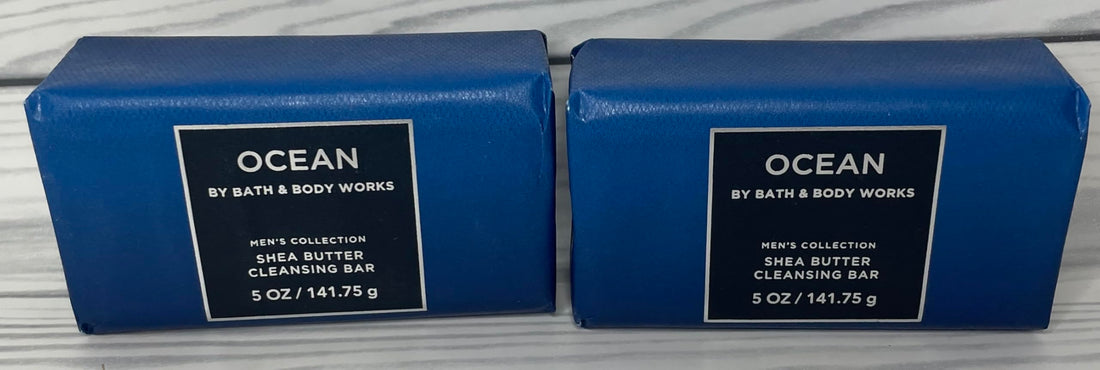 OCEAN
BY BATH & BODY WORKS
MEN'S COLLECTION
SHEA BUTTER
CLEANSING BAR
5 OZ / 141.75 g
OCEAN
BY BATH & BODY WORKS
MEN'S COLLECTION
SHEA BUTTER
CLEANSING BAR
5 OZ / 141.75 g